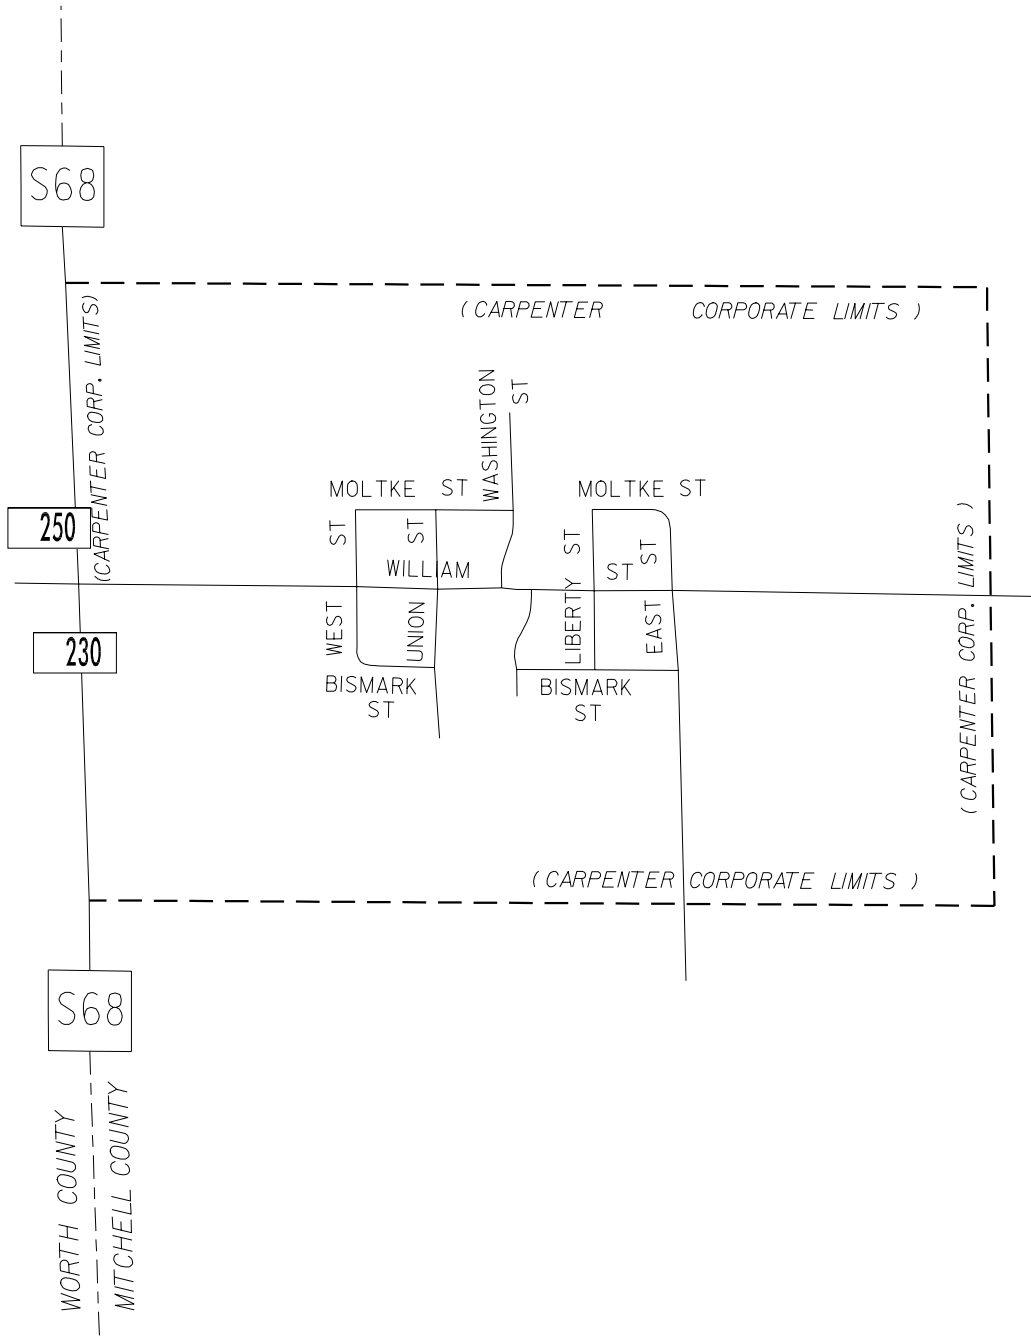 S68
( CARPENTER CORPORATE LIMITS )
(CARPENTER CORP. LIMITS)
WASHINGTON
ST
MOLTKE ST
MOLTKE ST
250
WEST ST
UNION ST
WILLIAM ST
LIBERTY ST
EAST ST
( CARPENTER CORP. LIMITS )
230
BISMARK
ST
BISMARK
ST
( CARPENTER CORPORATE LIMITS )
S68
WORTH COUNTY
MITCHELL COUNTY